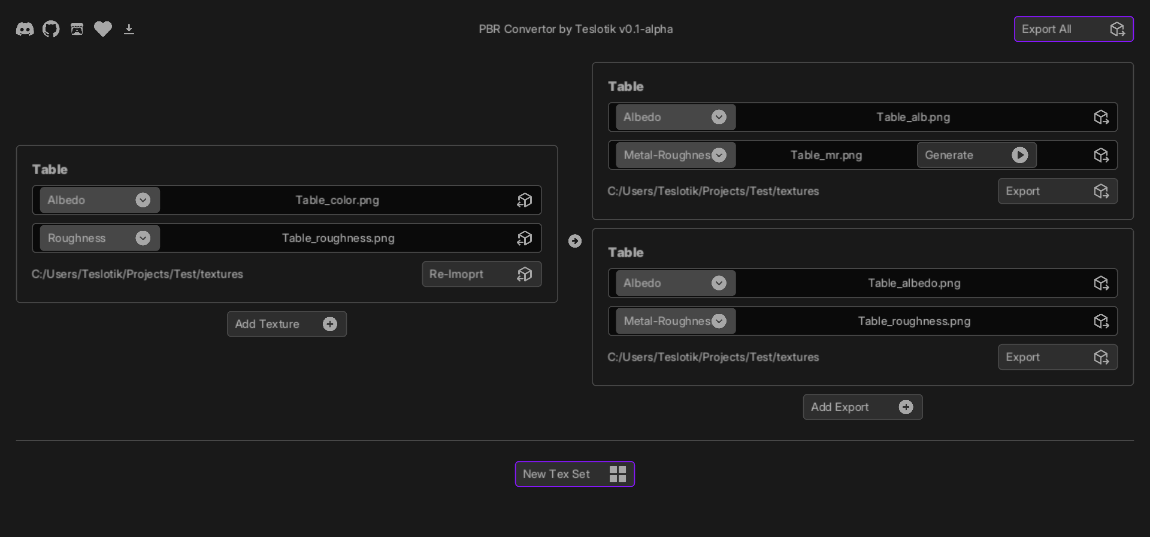 PBR Convertor by Teslotik v0.1-alpha
Export All
Table
Albedo
Table_color.png
Roughness
Table_roughness.png
C:/Users/Teslotik/Projects/Test/textures
Re-Imoprt
Add Texture
Table
Albedo
Table_alb.png
Metal-Roughnes
Table_mr.png
Generate
C:/Users/Teslotik/Projects/Test/textures
Export
Table
Albedo
Table_albedo.png
Metal-Roughnes
Table_roughness.png
C:/Users/Teslotik/Projects/Test/textures
Export
Add Export
New Tex Set